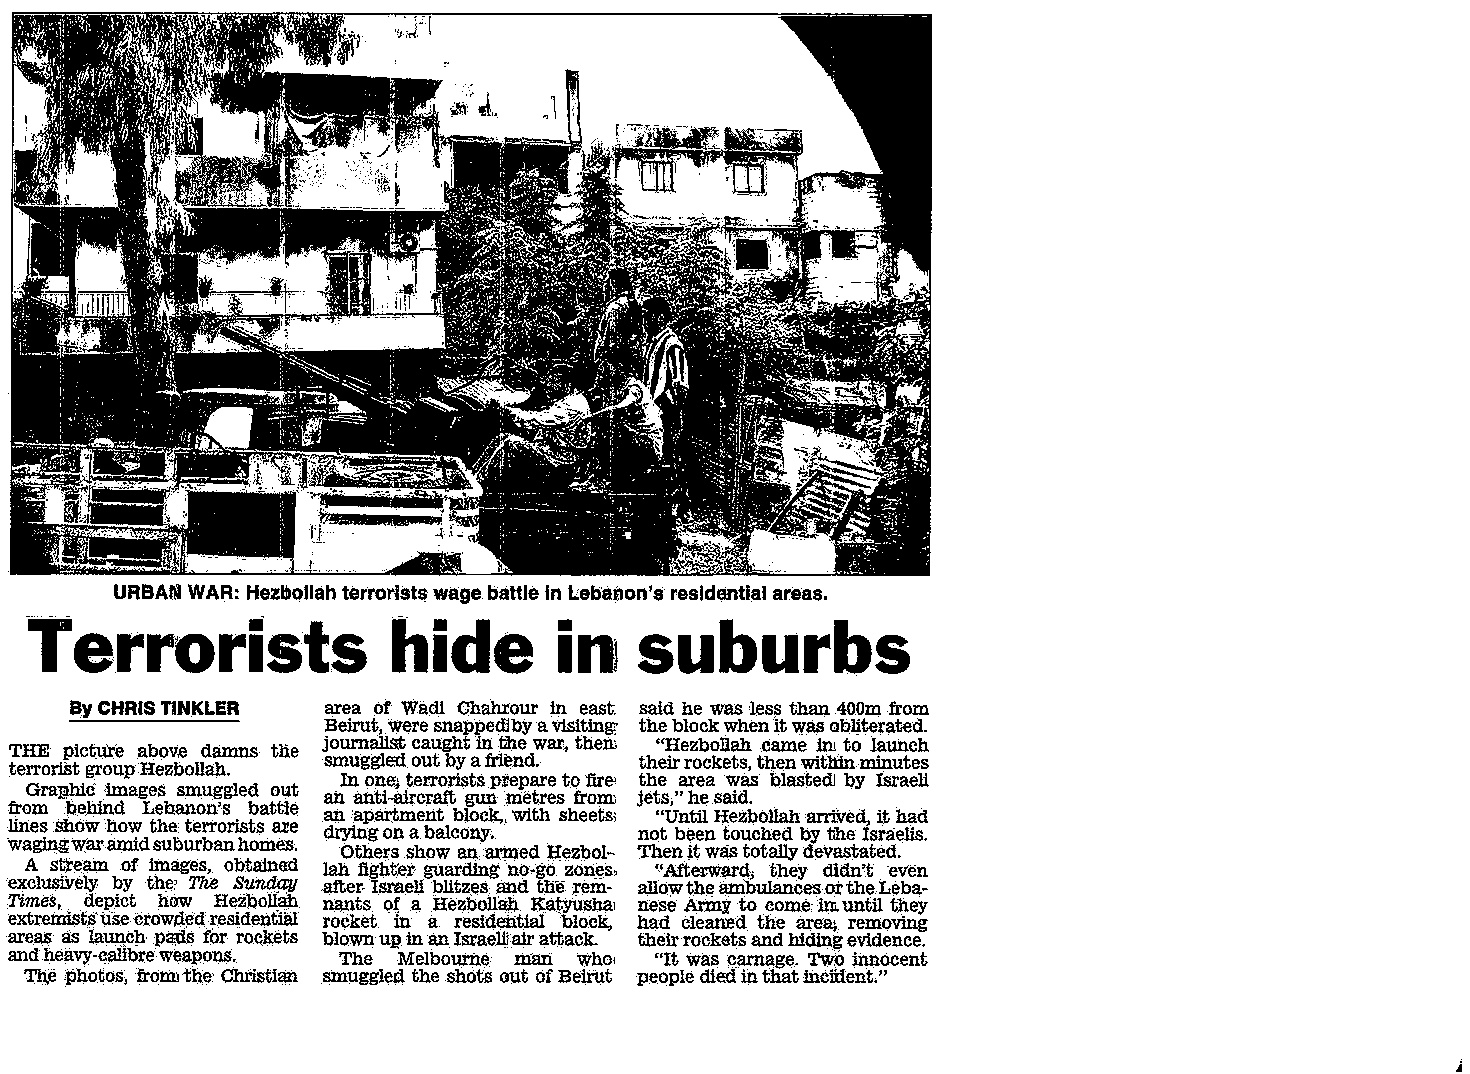 URBAN WAR: Hezbollah terrorists wage battle in Lebanon's residential areas.
Terrorists hide in suburbs
By CHRIS TINKLER
THE picture above damns the
terrorist group Hezbollah.
Graphic images smuggled out
from behind Lebanon's battle
lines show how the terrorists are
waging war amid suburban homes.
A stream of images, obtained
exclusively by the The Sunday
Times, depict how Hezbollah
extremists use crowded residential
areas as launch pads for rockets
and heavy-calibre weapons.
The photos, from the Christian
area of Wadi Chahrour in east
Beirut, were snapped by a visiting
journalist caught in the war, then
smuggled out by a friend.
In one, terrorists prepare to fire
an anti-aircraft gun metres from
an apartment block, with sheets
drying on a balcony.
Others show an armed Hezbol-
lah fighter guarding no-go zones
after Israeli blitzes and the rem-
nants of a Hezbollah Katyusha
rocket in a residential block,
blown up in an Israeli air attack.
The Melbourne man who
smuggled the shots out of Beirut
said he was less than 400m from
the block when it was obliterated.
"Hezbollah came in to launch
their rockets, then within minutes
the area was blasted by Israeli
jets," he said.
"Until Hezbollah arrived, it had
not been touched by the Israelis.
Then it was totally devastated.
"Afterward, they didn't even
allow the ambulances or the Leba-
nese Army to come in until they
had cleaned the area, removing
their rockets and hiding evidence.
"It was carnage. Two innocent
people died in that incident."